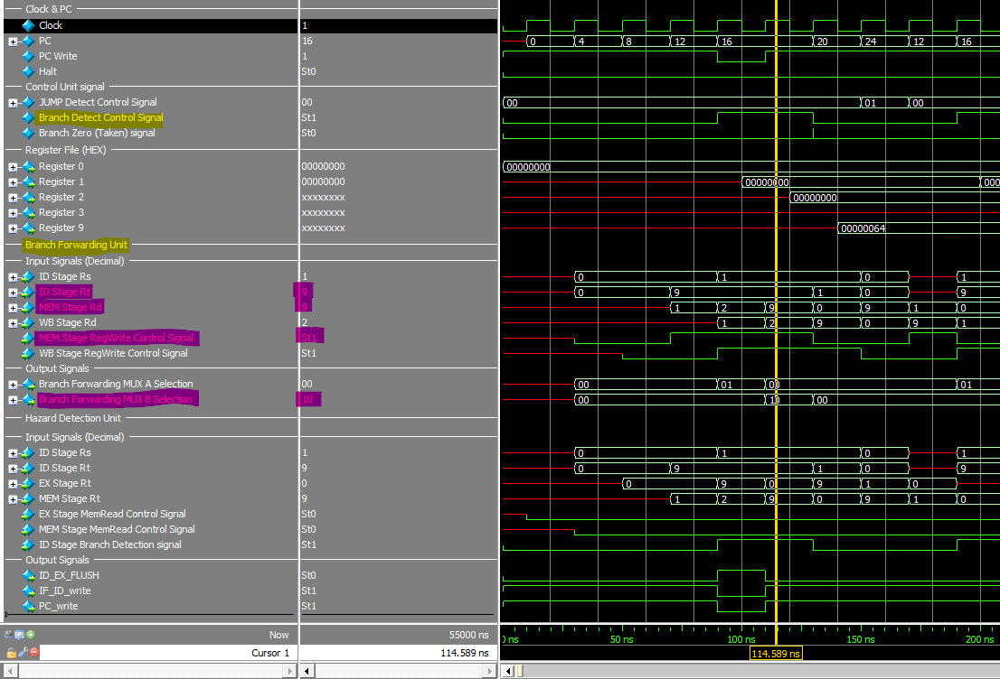 Clock & PC
Clock 1
PC 16 0 4 8 12 16 20 24 12 16
PC Write 1
Halt St0
Control Unit signal
JUMP Detect Control Signal 00 00 01 00
Branch Detect Control Signal St1
Branch Zero (Taken) signal St0
Register File (HEX)
Register 0 00000000 00000000
Register 1 00000000 00000000 000
Register 2 xxxxxxxx 00000000
Register 3 xxxxxxxx
Register 9 xxxxxxxx 00000064
Branch Forwarding Unit
Input Signals (Decimal)
ID Stage Rs 1 0 1 0 1
ID Stage Rt 9 0 9 1 0 9
MEM Stage Rd 9 1 2 9 0 9 1 0
WB Stage Rd 2 1 2 9 0 9 1
MEM Stage RegWrite Control Signal St1
WB Stage RegWrite Control Signal St1
Output Signals
Branch Forwarding MUX A Selection 00 00 01 00 01
Branch Forwarding MUX B Selection 10 00 10 00
Hazard Detection Unit
Input Signals (Decimal)
ID Stage Rs 1 0 1 0 1
ID Stage Rt 9 0 9 1 0 9
EX Stage Rt 0 0 9 0 9 1 0
MEM Stage Rt 9 1 2 9 0 9 1 0
EX Stage MemRead Control Signal St0
MEM Stage MemRead Control Signal St0
ID Stage Branch Detection signal St1
Output Signals
ID_EX_FLUSH St0
IF_ID_write St1
PC_write St1
Now 55000 ns 0 ns 50 ns 100 ns 150 ns 200 ns
Cursor 1 114.589 ns 114.589 ns